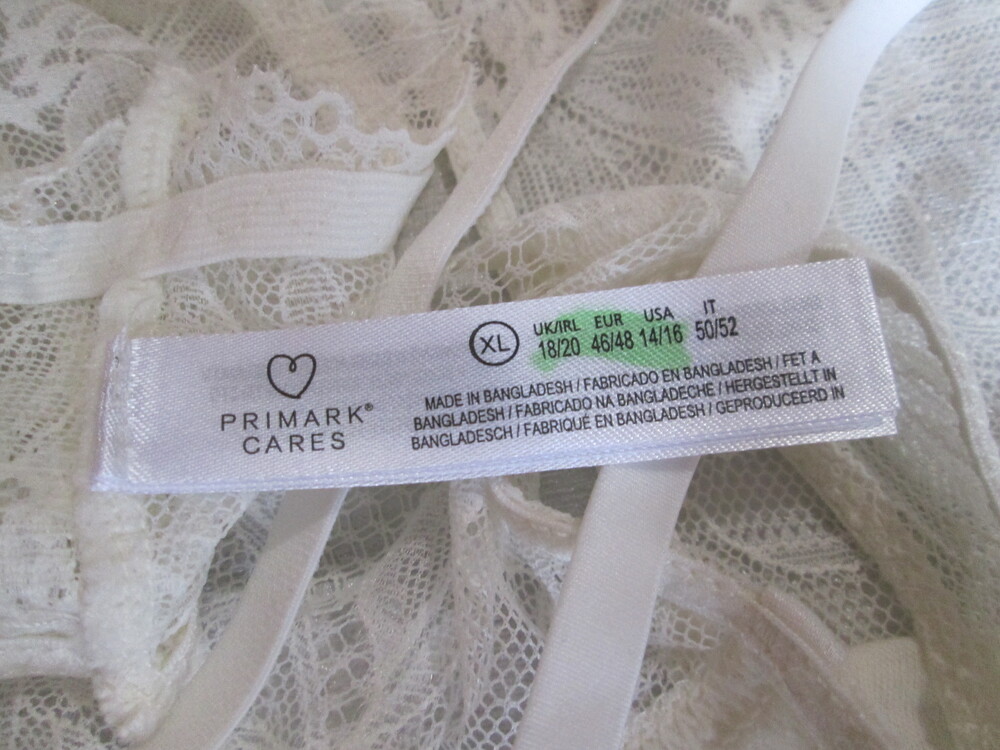 PRIMARK®
CARES
XL
UK/IRL EUR USA IT
18/20 46/48 14/16 50/52
MADE IN BANGLADESH / FABRICADO EN BANGLADESH / FET A
BANGLADESH / FABRICADO NA BANGLADECHE / HERGESTELLT IN
BANGLADESCH / FABRIQUÉ EN BANGLADESH / GEPRODUCEERD IN